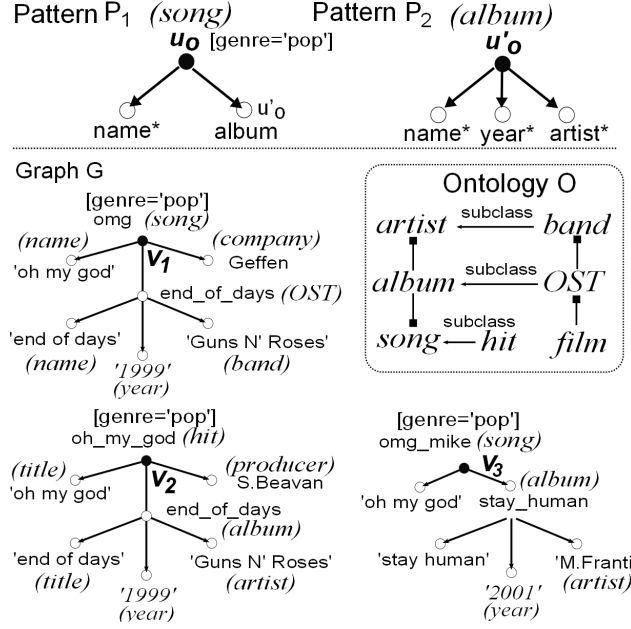 Pattern P1 (song)
uo [genre='pop']
name* album u'o
Pattern P2 (album)
u'o
name* year* artist*
Graph G
[genre='pop']
omg (song)
(name) (company)
'oh my god' V1 Geffen
end_of_days (OST)
'end of days' 'Guns N' Roses'
(name) '1999' (band)
(year)
Ontology O
artist subclass band
album subclass OST
song subclass hit film
[genre='pop']
oh_my_god (hit)
(title) (producer)
'oh my god' V2 S.Beavan
end_of_days
(album)
'end of days' 'Guns N' Roses'
(title) (artist)
'1999'
(year)
[genre='pop']
omg_mike (song)
V3 (album)
'oh my god' stay_human
'stay human' 'M.Franti
(artist)
'2001'
(year)